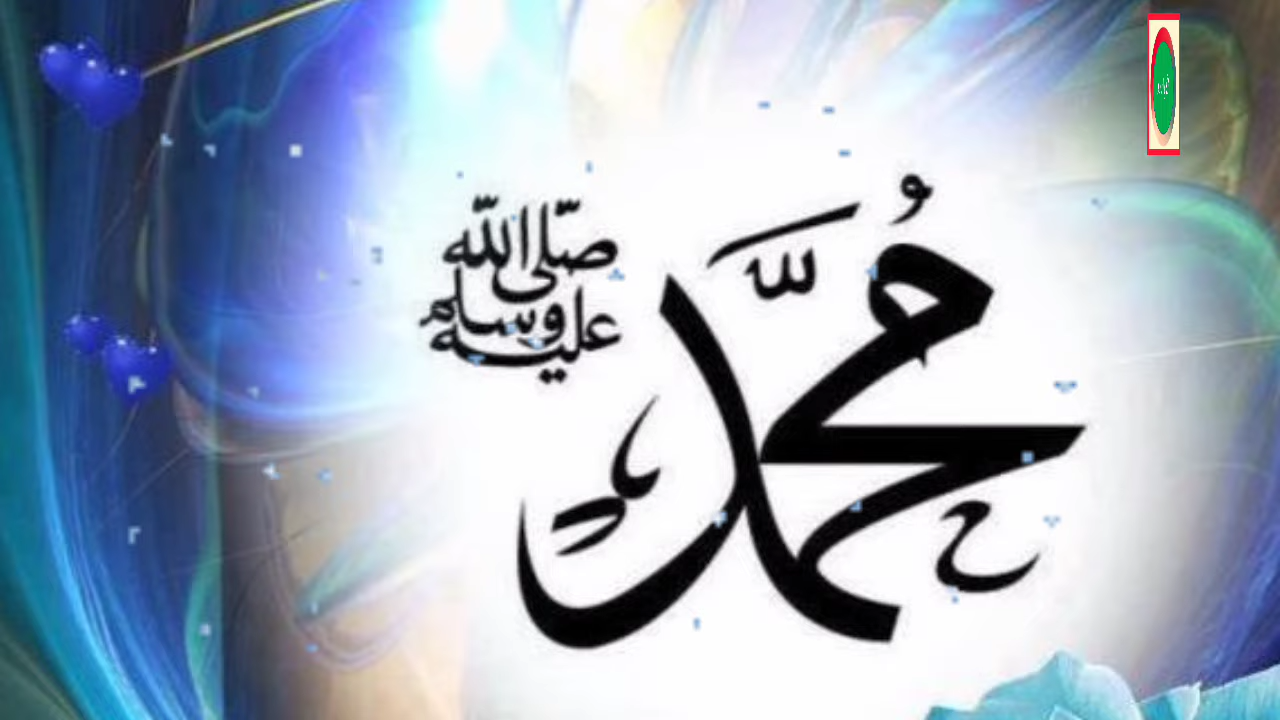 مُحَمَّد
صلى الله
عليه وسلم